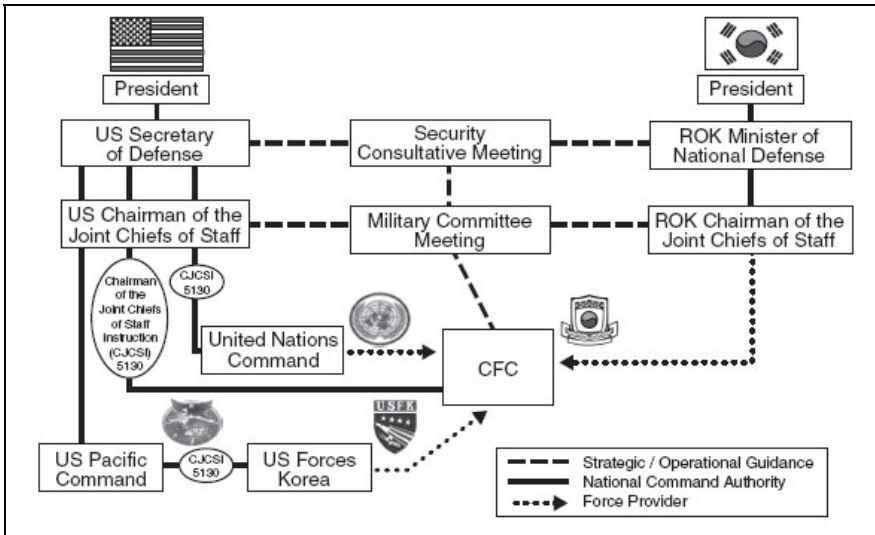 President
President
US Secretary
of Defense
Security
Consultative Meeting
ROK Minister of
National Defense
US Chairman of the
Joint Chiefs of Staff
Military Committee
Meeting
ROK Chairman of the
Joint Chiefs of Staff
Chairman
of the
Joint Chiefs
of Staff
Instruction
(CJCSI)
5130
CJCSI
5130
United Nations
Command
CFC
USFK
US Pacific
Command
CJCSI
5130
US Forces
Korea
Strategic / Operational Guidance
National Command Authority
Force Provider